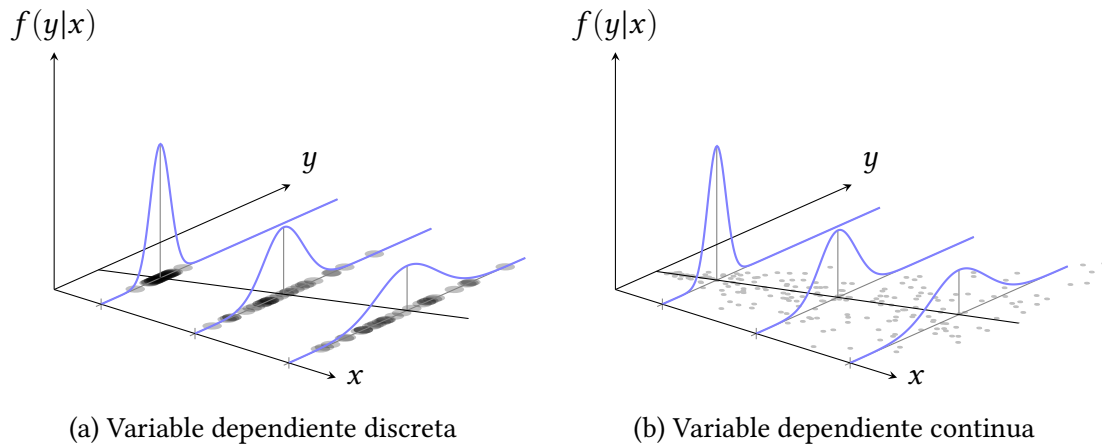 f(y|x)
y
x
(a) Variable dependiente discreta
f(y|x)
y
x
(b) Variable dependiente continua